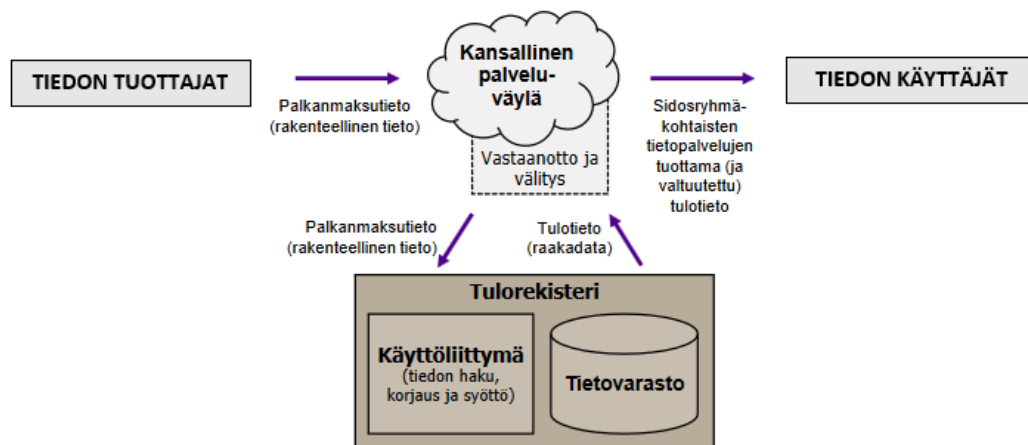 TIEDON TUOTTAJAT
Palkanmaksutieto
(rakenteellinen tieto)
Kansallinen
palvelu-
väylä
Vastaanotto ja
välitys
TIEDON KÄYTTÄJÄT
Sidosryhmä-
kohtaisten
tietopalvelujen
tuottama (ja
valtuutettu)
tulotieto
Palkanmaksutieto
(rakenteellinen tieto)
Tulotieto
(raakadata)
Tulorekisteri
Käyttöliittymä
(tiedon haku,
korjaus ja syöttö)
Tietovarasto